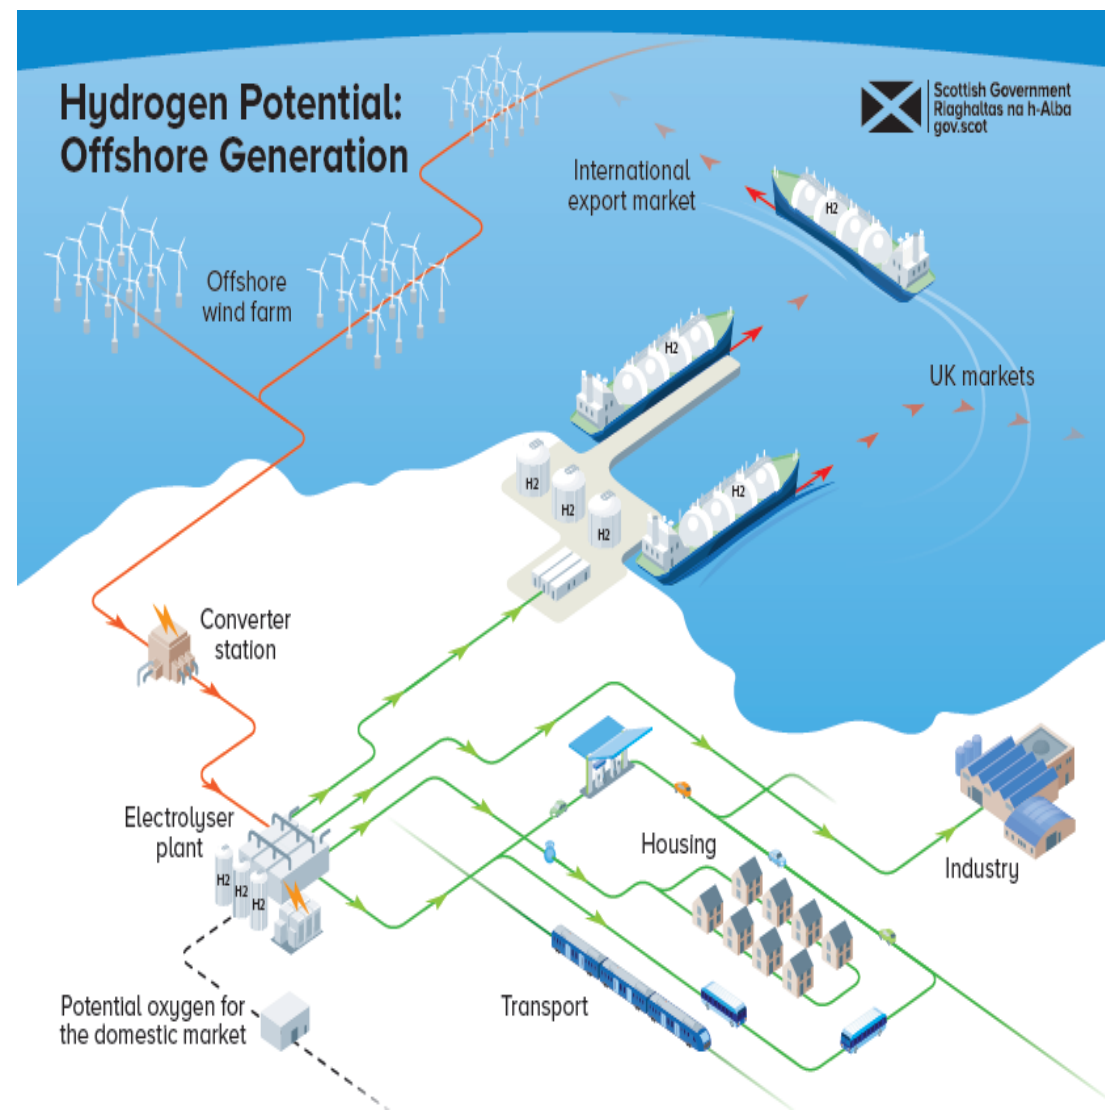 Hydrogen Potential:
Offshore Generation
Scottish Government
Riaghaltas na h-Alba
gov.scot
International
export market
H2
Offshore
wind farm
H2
UK markets
H2
H2
H2
H2
Converter
station
Electrolyser
plant
H2
H2
H2
Housing
Industry
Potential oxygen for
the domestic market
Transport